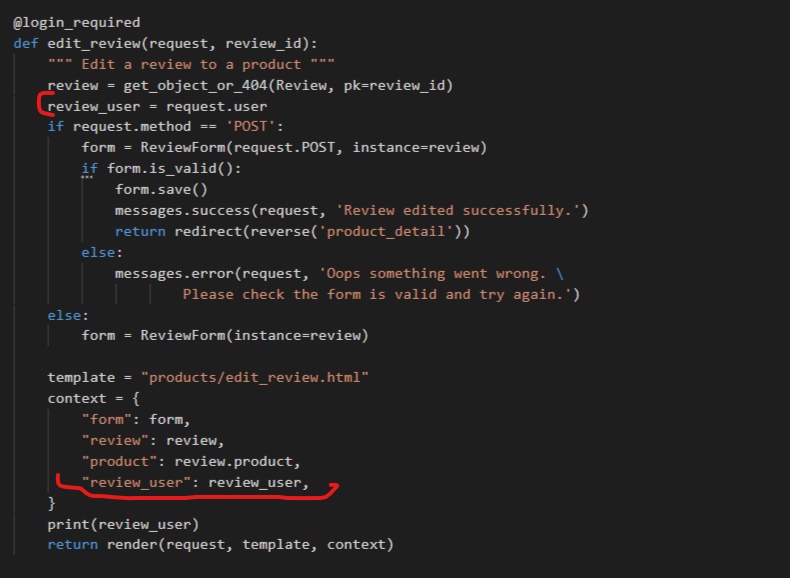 @login_required
def edit_review(request, review_id):
    """ Edit a review to a product """
    review = get_object_or_404(Review, pk=review_id)
    review_user = request.user
    if request.method == 'POST':
        form = ReviewForm(request.POST, instance=review)
        if form.is_valid():
            form.save()
            messages.success(request, 'Review edited successfully.')
            return redirect(reverse('product_detail'))
        else:
            messages.error(request, 'Oops something went wrong. \
                    Please check the form is valid and try again.')
    else:
        form = ReviewForm(instance=review)

    template = "products/edit_review.html"
    context = {
        "form": form,
        "review": review,
        "product": review.product,
        "review_user": review_user,
    }
    print(review_user)
    return render(request, template, context)